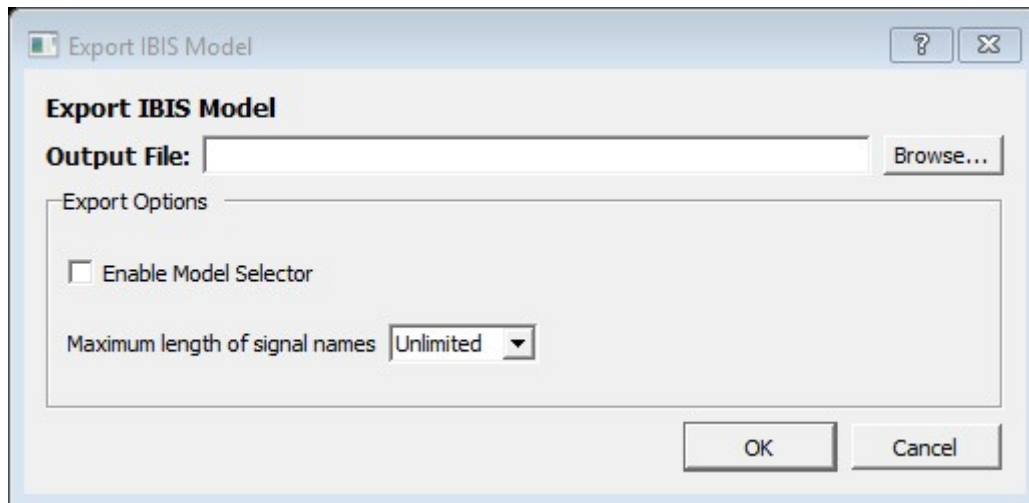 Export IBIS Model
Export IBIS Model
Output File: Browse...
Export Options
Enable Model Selector
Maximum length of signal names Unlimited
OK Cancel